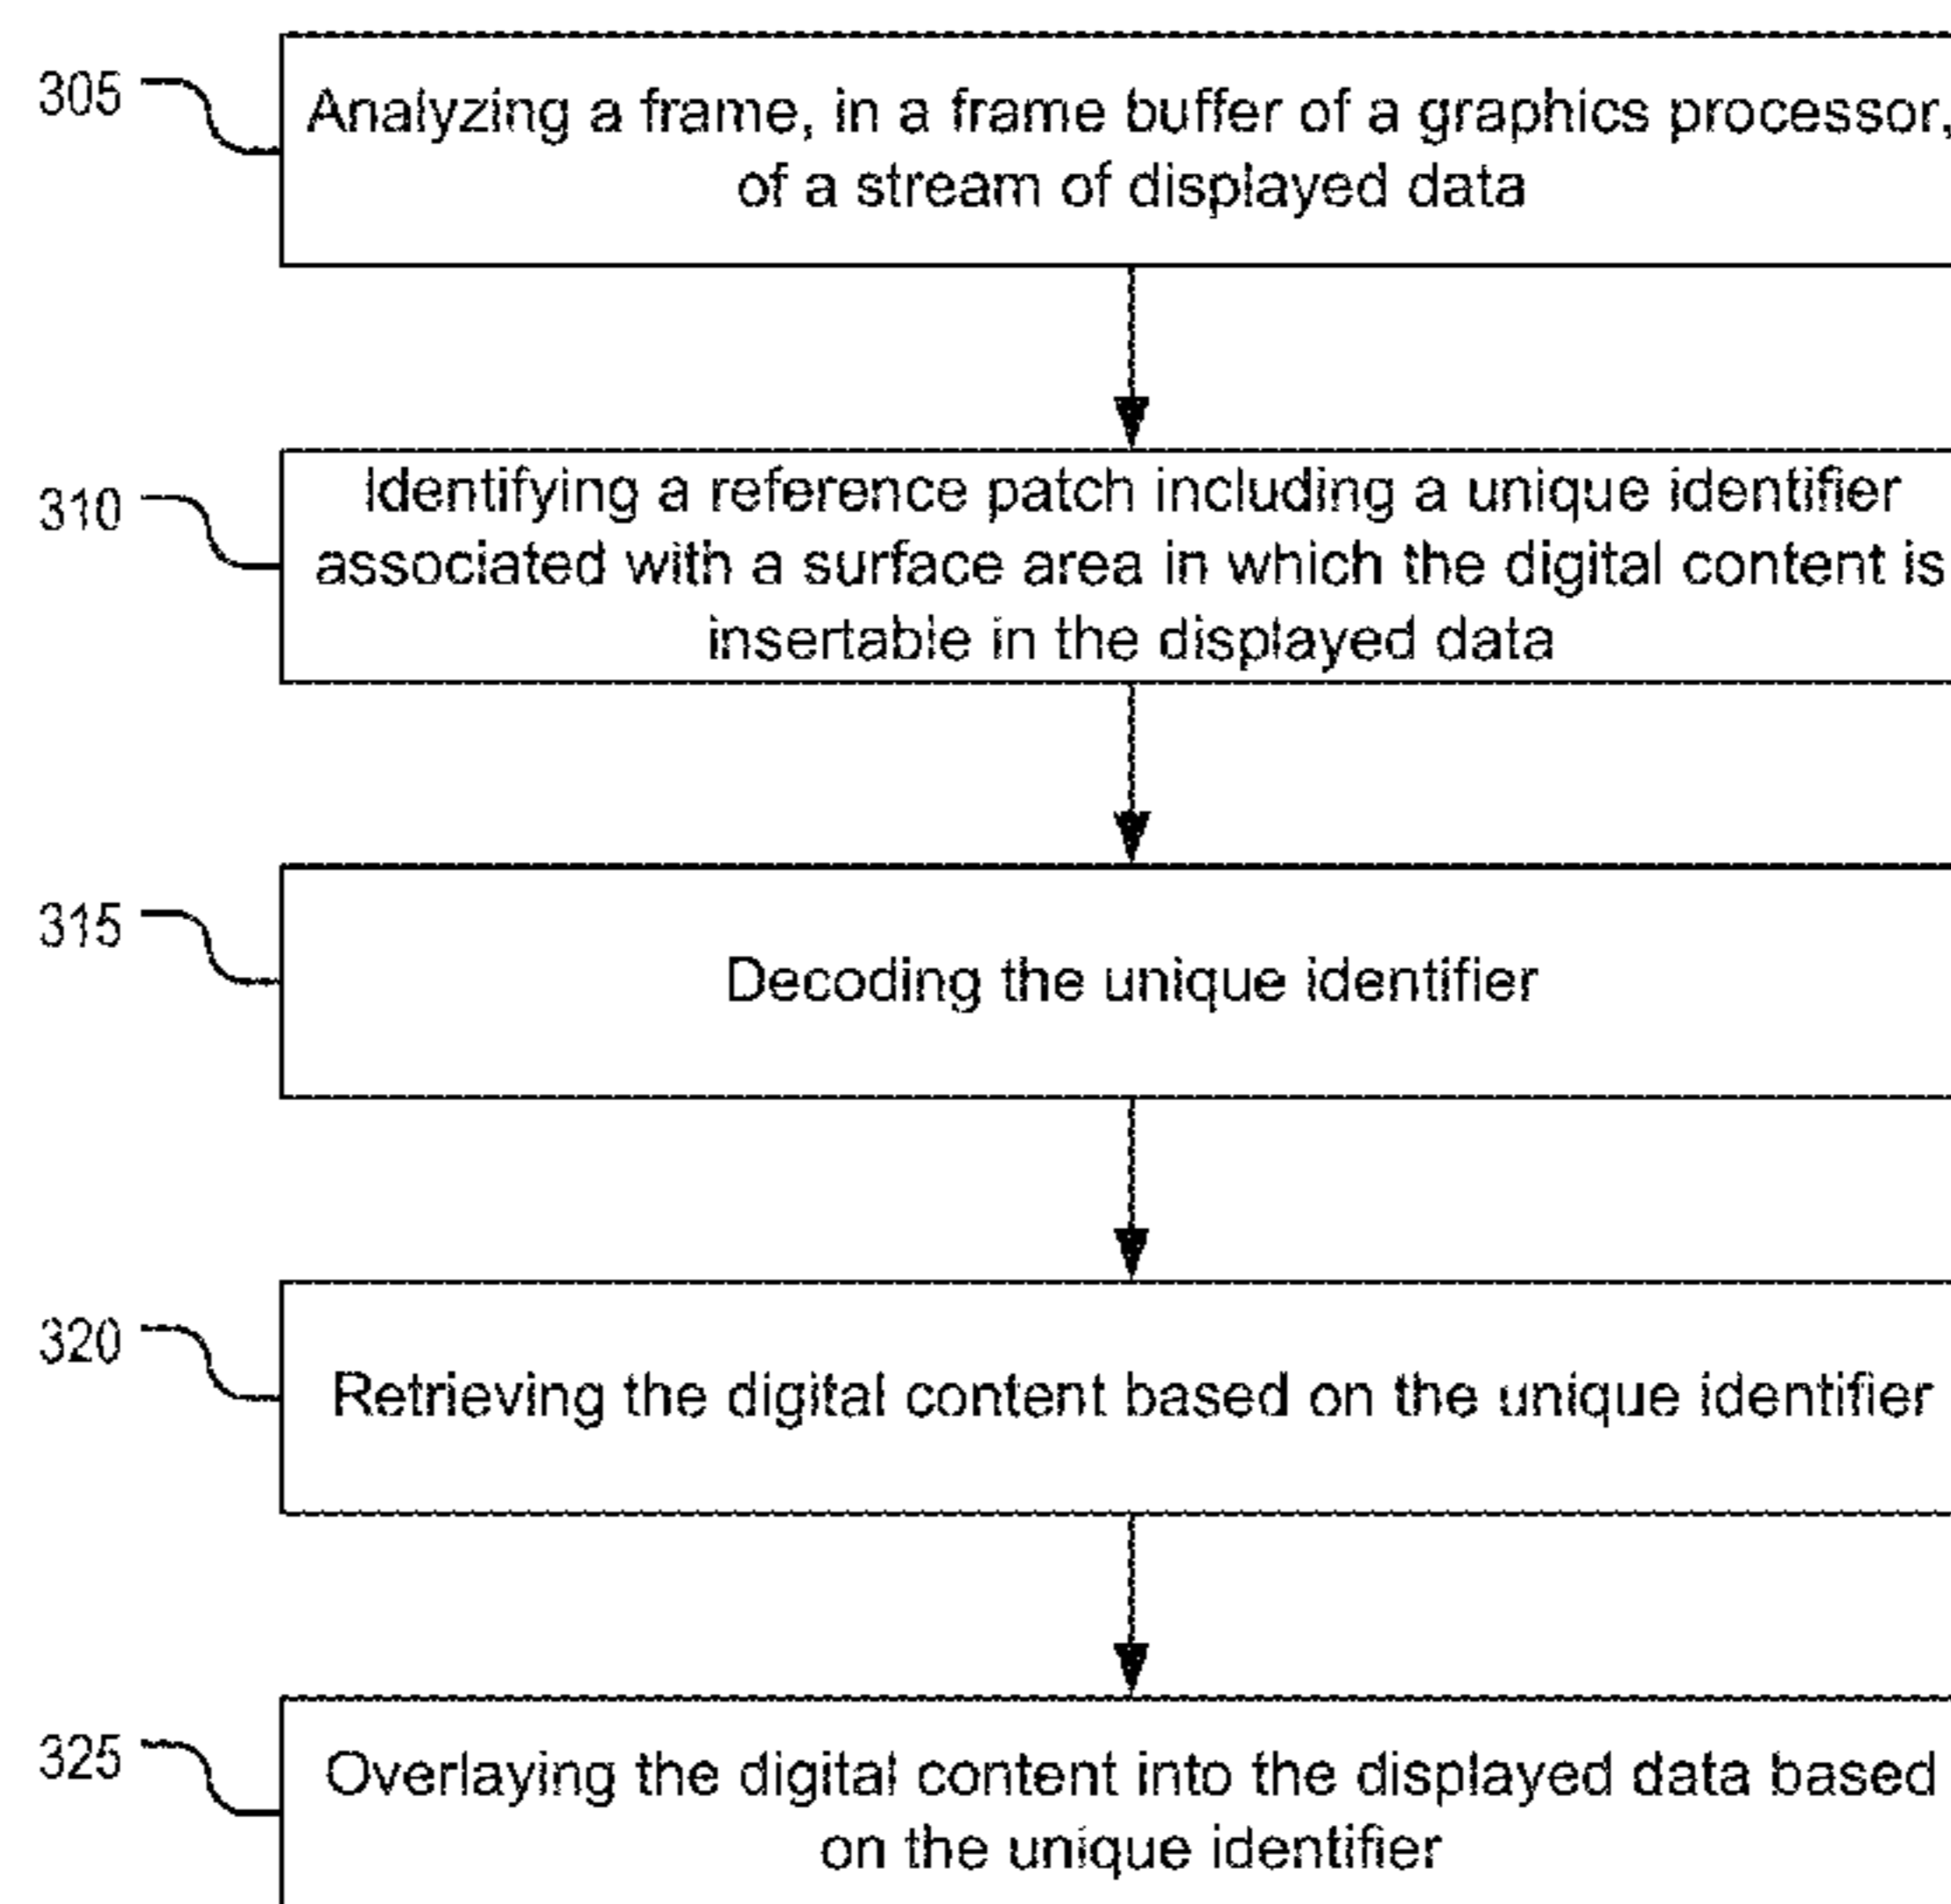 305
Analyzing a frame, in a frame buffer of a graphics processor,
of a stream of displayed data
310
Identifying a reference patch including a unique identifier
associated with a surface area in which the digital content is
insertable in the displayed data
315
Decoding the unique identifier
320
Retrieving the digital content based on the unique identifier
325
Overlaying the digital content into the displayed data based
on the unique identifier